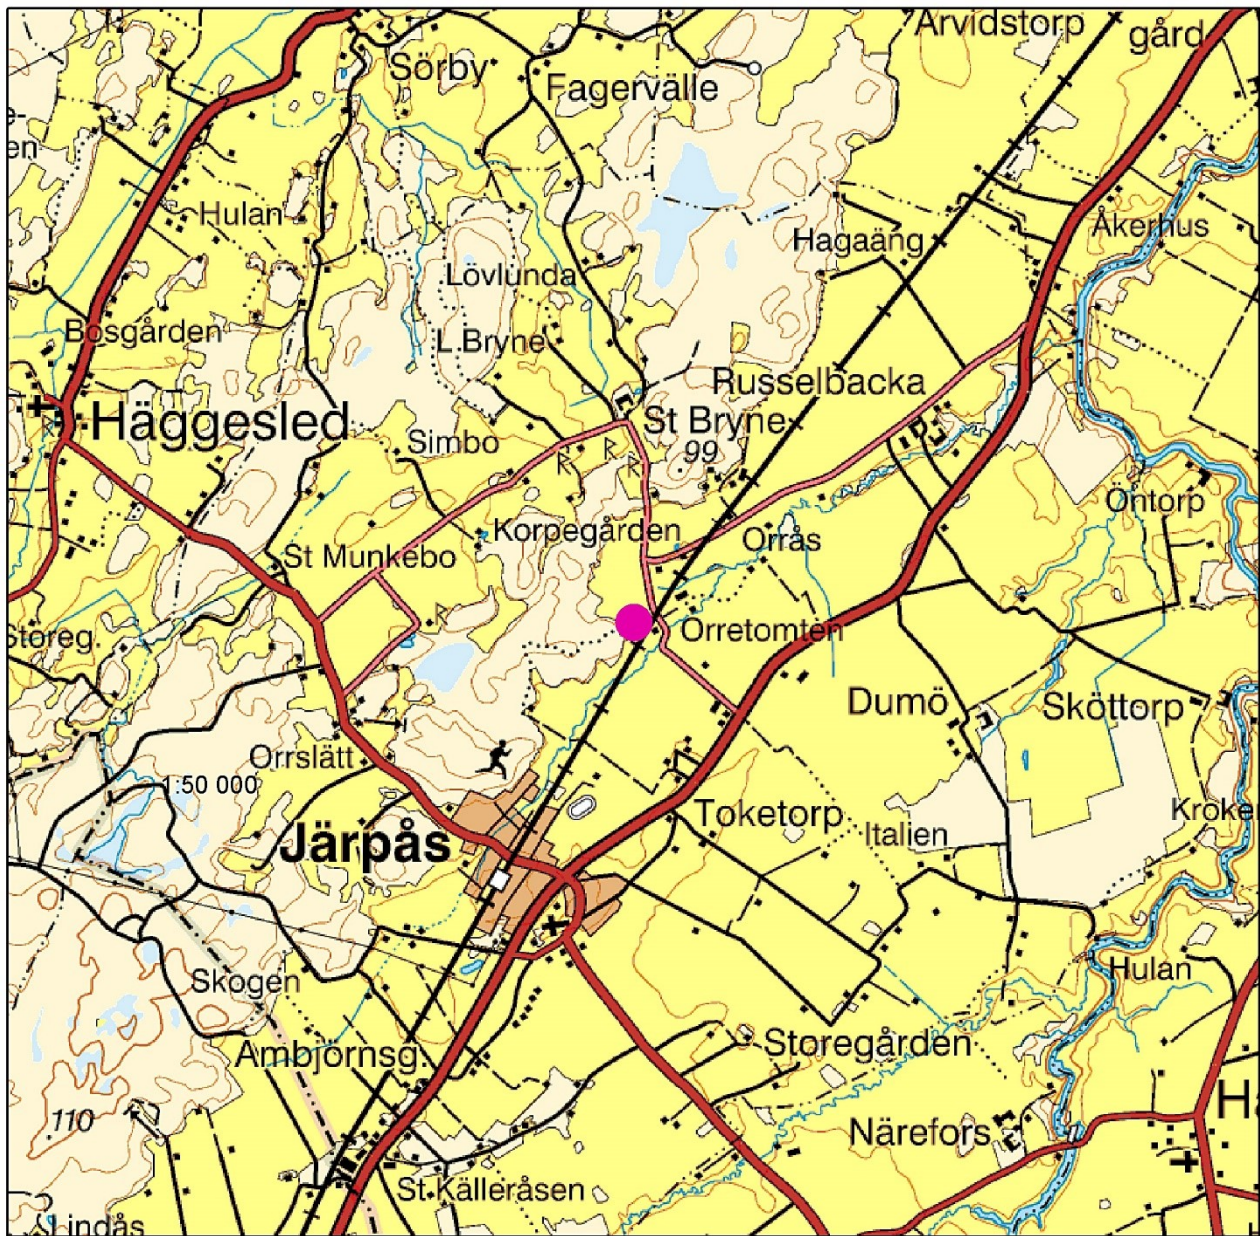 Arvidstorp
gård
Sörby
Fagervälle
en
Hulan
Åkerhus
Hagaäng
Lövlunda
Bosgården
L Bryne
Russelbacka
Häggesled
St Bryne
Simbo
R
R
R
R
99
Öntorp
Korpegården
Orrås
St Munkebo
R
Storeg.
Orretomten
Dumö
Sköttorp
Orrslätt
1:50 000
Kroke
Toketorp
Italien
Järpås
Hulan
Skogen
Storegården
Ambjörnsg.
110
Närefors
St Källeråsen
Lindås